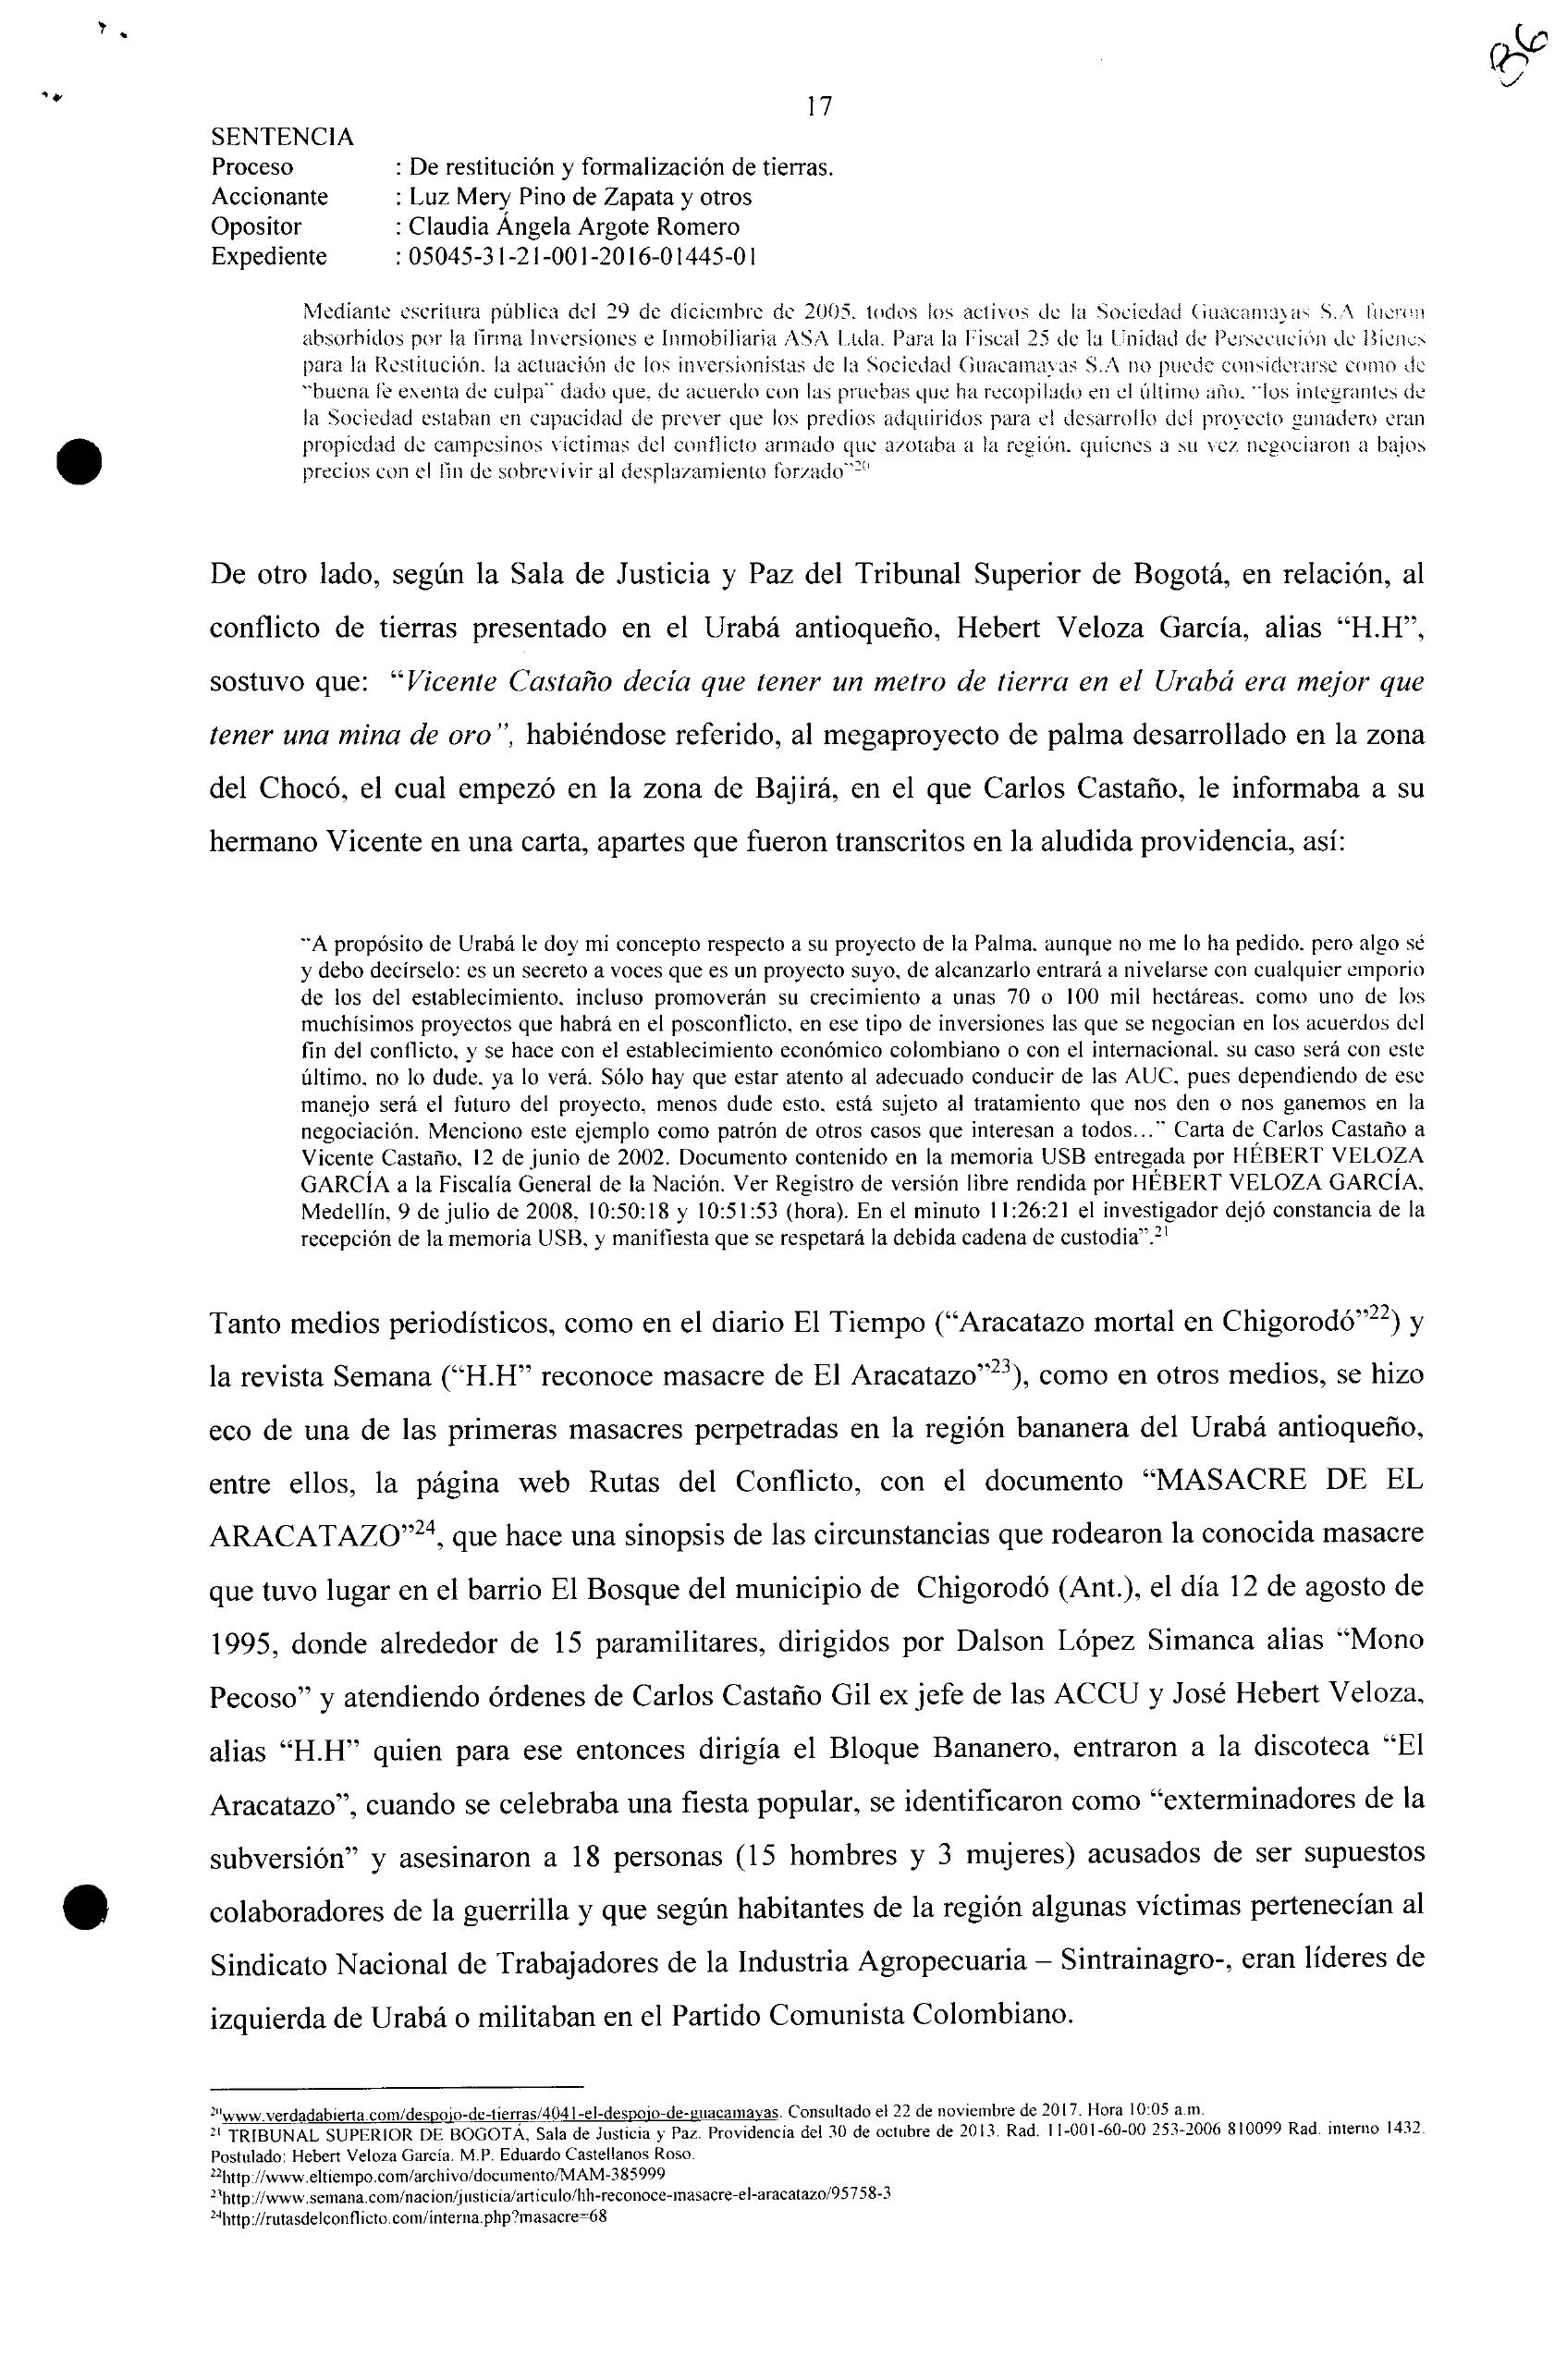 B6
17
SENTENCIA
Proceso : De restitución y formalización de tierras.
Accionante : Luz Mery Pino de Zapata y otros
Opositor : Claudia Ángela Argote Romero
Expediente : 05045-31-21-001-2016-01445-01
Mediante escritura pública del 29 de diciembre de 2005, todos los activos de la Sociedad Guacamayas S.A fueron
absorbidos por la firma Inversiones e Inmobiliaria ASA Ltda. Para la Fiscal 25 de la Unidad de Persecución de Bienes
para la Restitución, la actuación de los inversionistas de la Sociedad Guacamayas S.A no puede considerarse como de
"buena fe exenta de culpa" dado que, de acuerdo con las pruebas que ha recopilado en el último año, "los integrantes de
la Sociedad estaban en capacidad de prever que los predios adquiridos para el desarrollo del proyecto ganadero eran
propiedad de campesinos víctimas del conflicto armado que azotaba a la región, quienes a su vez negociaron a bajos
precios con el fin de sobrevivir al desplazamiento forzado"20
De otro lado, según la Sala de Justicia y Paz del Tribunal Superior de Bogotá, en relación, al
conflicto de tierras presentado en el Urabá antioqueño, Hebert Veloza García, alias “H.H”,
sostuvo que: “Vicente Castaño decía que tener un metro de tierra en el Urabá era mejor que
tener una mina de oro”, habiéndose referido, al megaproyecto de palma desarrollado en la zona
del Chocó, el cual empezó en la zona de Bajirá, en el que Carlos Castaño, le informaba a su
hermano Vicente en una carta, apartes que fueron transcritos en la aludida providencia, así:
"A propósito de Urabá le doy mi concepto respecto a su proyecto de la Palma, aunque no me lo ha pedido, pero algo sé
y debo decírselo: es un secreto a voces que es un proyecto suyo, de alcanzarlo entrará a nivelarse con cualquier emporio
de los del establecimiento, incluso promoverán su crecimiento a unas 70 o 100 mil hectáreas, como uno de los
muchísimos proyectos que habrá en el posconflicto, en ese tipo de inversiones las que se negocian en los acuerdos del
fin del conflicto, y se hace con el establecimiento económico colombiano o con el internacional, su caso será con este
último, no lo dude, ya lo verá. Sólo hay que estar atento al adecuado conducir de las AUC, pues dependiendo de ese
manejo será el futuro del proyecto, menos dude esto, está sujeto al tratamiento que nos den o nos ganemos en la
negociación. Menciono este ejemplo como patrón de otros casos que interesan a todos..." Carta de Carlos Castaño a
Vicente Castaño, 12 de junio de 2002. Documento contenido en la memoria USB entregada por HÉBERT VELOZA
GARCÍA a la Fiscalía General de la Nación. Ver Registro de versión libre rendida por HÉBERT VELOZA GARCÍA,
Medellín, 9 de julio de 2008, 10:50:18 y 10:51:53 (hora). En el minuto 11:26:21 el investigador dejó constancia de la
recepción de la memoria USB, y manifiesta que se respetará la debida cadena de custodia”.21
Tanto medios periodísticos, como en el diario El Tiempo (“Aracatazo mortal en Chigorodó”22) y
la revista Semana (“H.H” reconoce masacre de El Aracatazo”23), como en otros medios, se hizo
eco de una de las primeras masacres perpetradas en la región bananera del Urabá antioqueño,
entre ellos, la página web Rutas del Conflicto, con el documento “MASACRE DE EL
ARACATAZO”24, que hace una sinopsis de las circunstancias que rodearon la conocida masacre
que tuvo lugar en el barrio El Bosque del municipio de Chigorodó (Ant.), el día 12 de agosto de
1995, donde alrededor de 15 paramilitares, dirigidos por Dalson López Simanca alias “Mono
Pecoso” y atendiendo órdenes de Carlos Castaño Gil ex jefe de las ACCU y José Hebert Veloza,
alias “H.H” quien para ese entonces dirigía el Bloque Bananero, entraron a la discoteca “El
Aracatazo”, cuando se celebraba una fiesta popular, se identificaron como “exterminadores de la
subversión” y asesinaron a 18 personas (15 hombres y 3 mujeres) acusados de ser supuestos
colaboradores de la guerrilla y que según habitantes de la región algunas víctimas pertenecían al
Sindicato Nacional de Trabajadores de la Industria Agropecuaria – Sintrainagro-, eran líderes de
izquierda de Urabá o militaban en el Partido Comunista Colombiano.
20www.verdadabierta.com/despojo-de-tierras/4041-el-despojo-de-guacamayas. Consultado el 22 de noviembre de 2017. Hora 10:05 a.m.
21 TRIBUNAL SUPERIOR DE BOGOTÁ, Sala de Justicia y Paz. Providencia del 30 de octubre de 2013. Rad. 11-001-60-00 253-2006 810099 Rad. interno 1432.
Postulado: Hebert Veloza García. M.P. Eduardo Castellanos Roso.
22http://www.eltiempo.com/archivo/documento/MAM-385999
23http://www.semana.com/nacion/justicia/articulo/hh-reconoce-masacre-el-aracatazo/95758-3
24http://rutasdelconflicto.com/interna.php?masacre=68